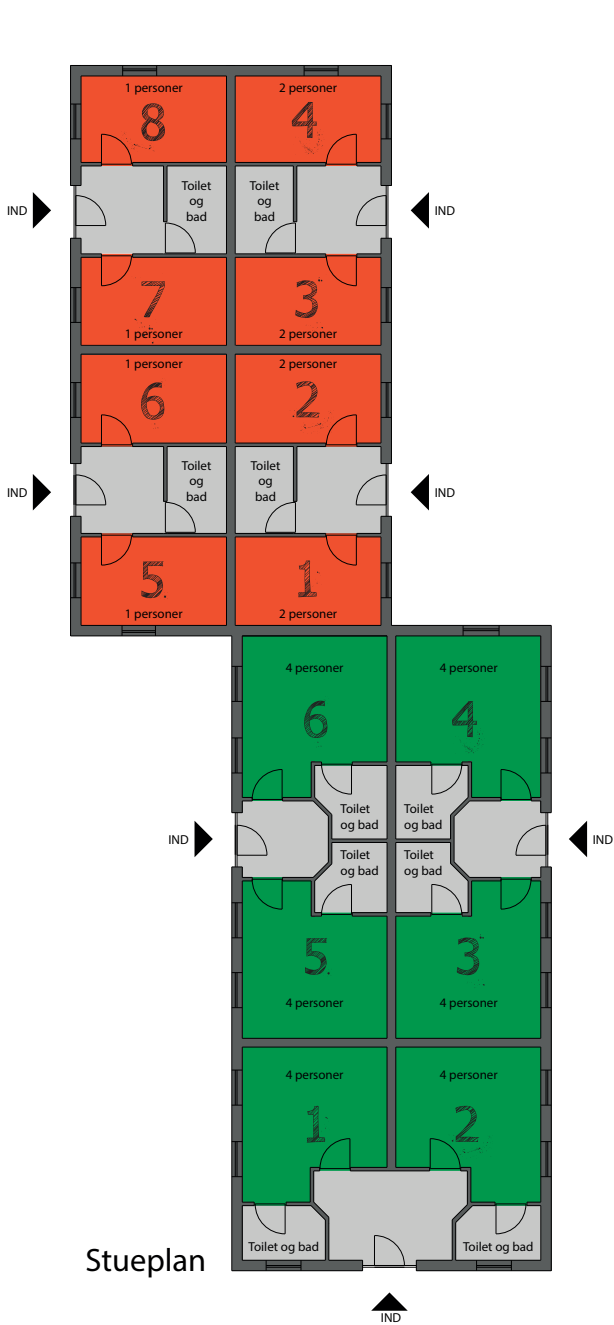 1 personer
8
2 personer
4
IND
Toilet
og
bad
Toilet
og
bad
IND
7
1 personer
3
2 personer
1 personer
6
2 personer
2
IND
Toilet
og
bad
Toilet
og
bad
IND
5
1 personer
1
2 personer
4 personer
6
4 personer
4
Toilet
og bad
Toilet
og bad
IND
IND
Toilet
og bad
Toilet
og bad
5
4 personer
3
4 personer
4 personer
1
4 personer
2
Toilet og bad
Toilet og bad
Stueplan
IND